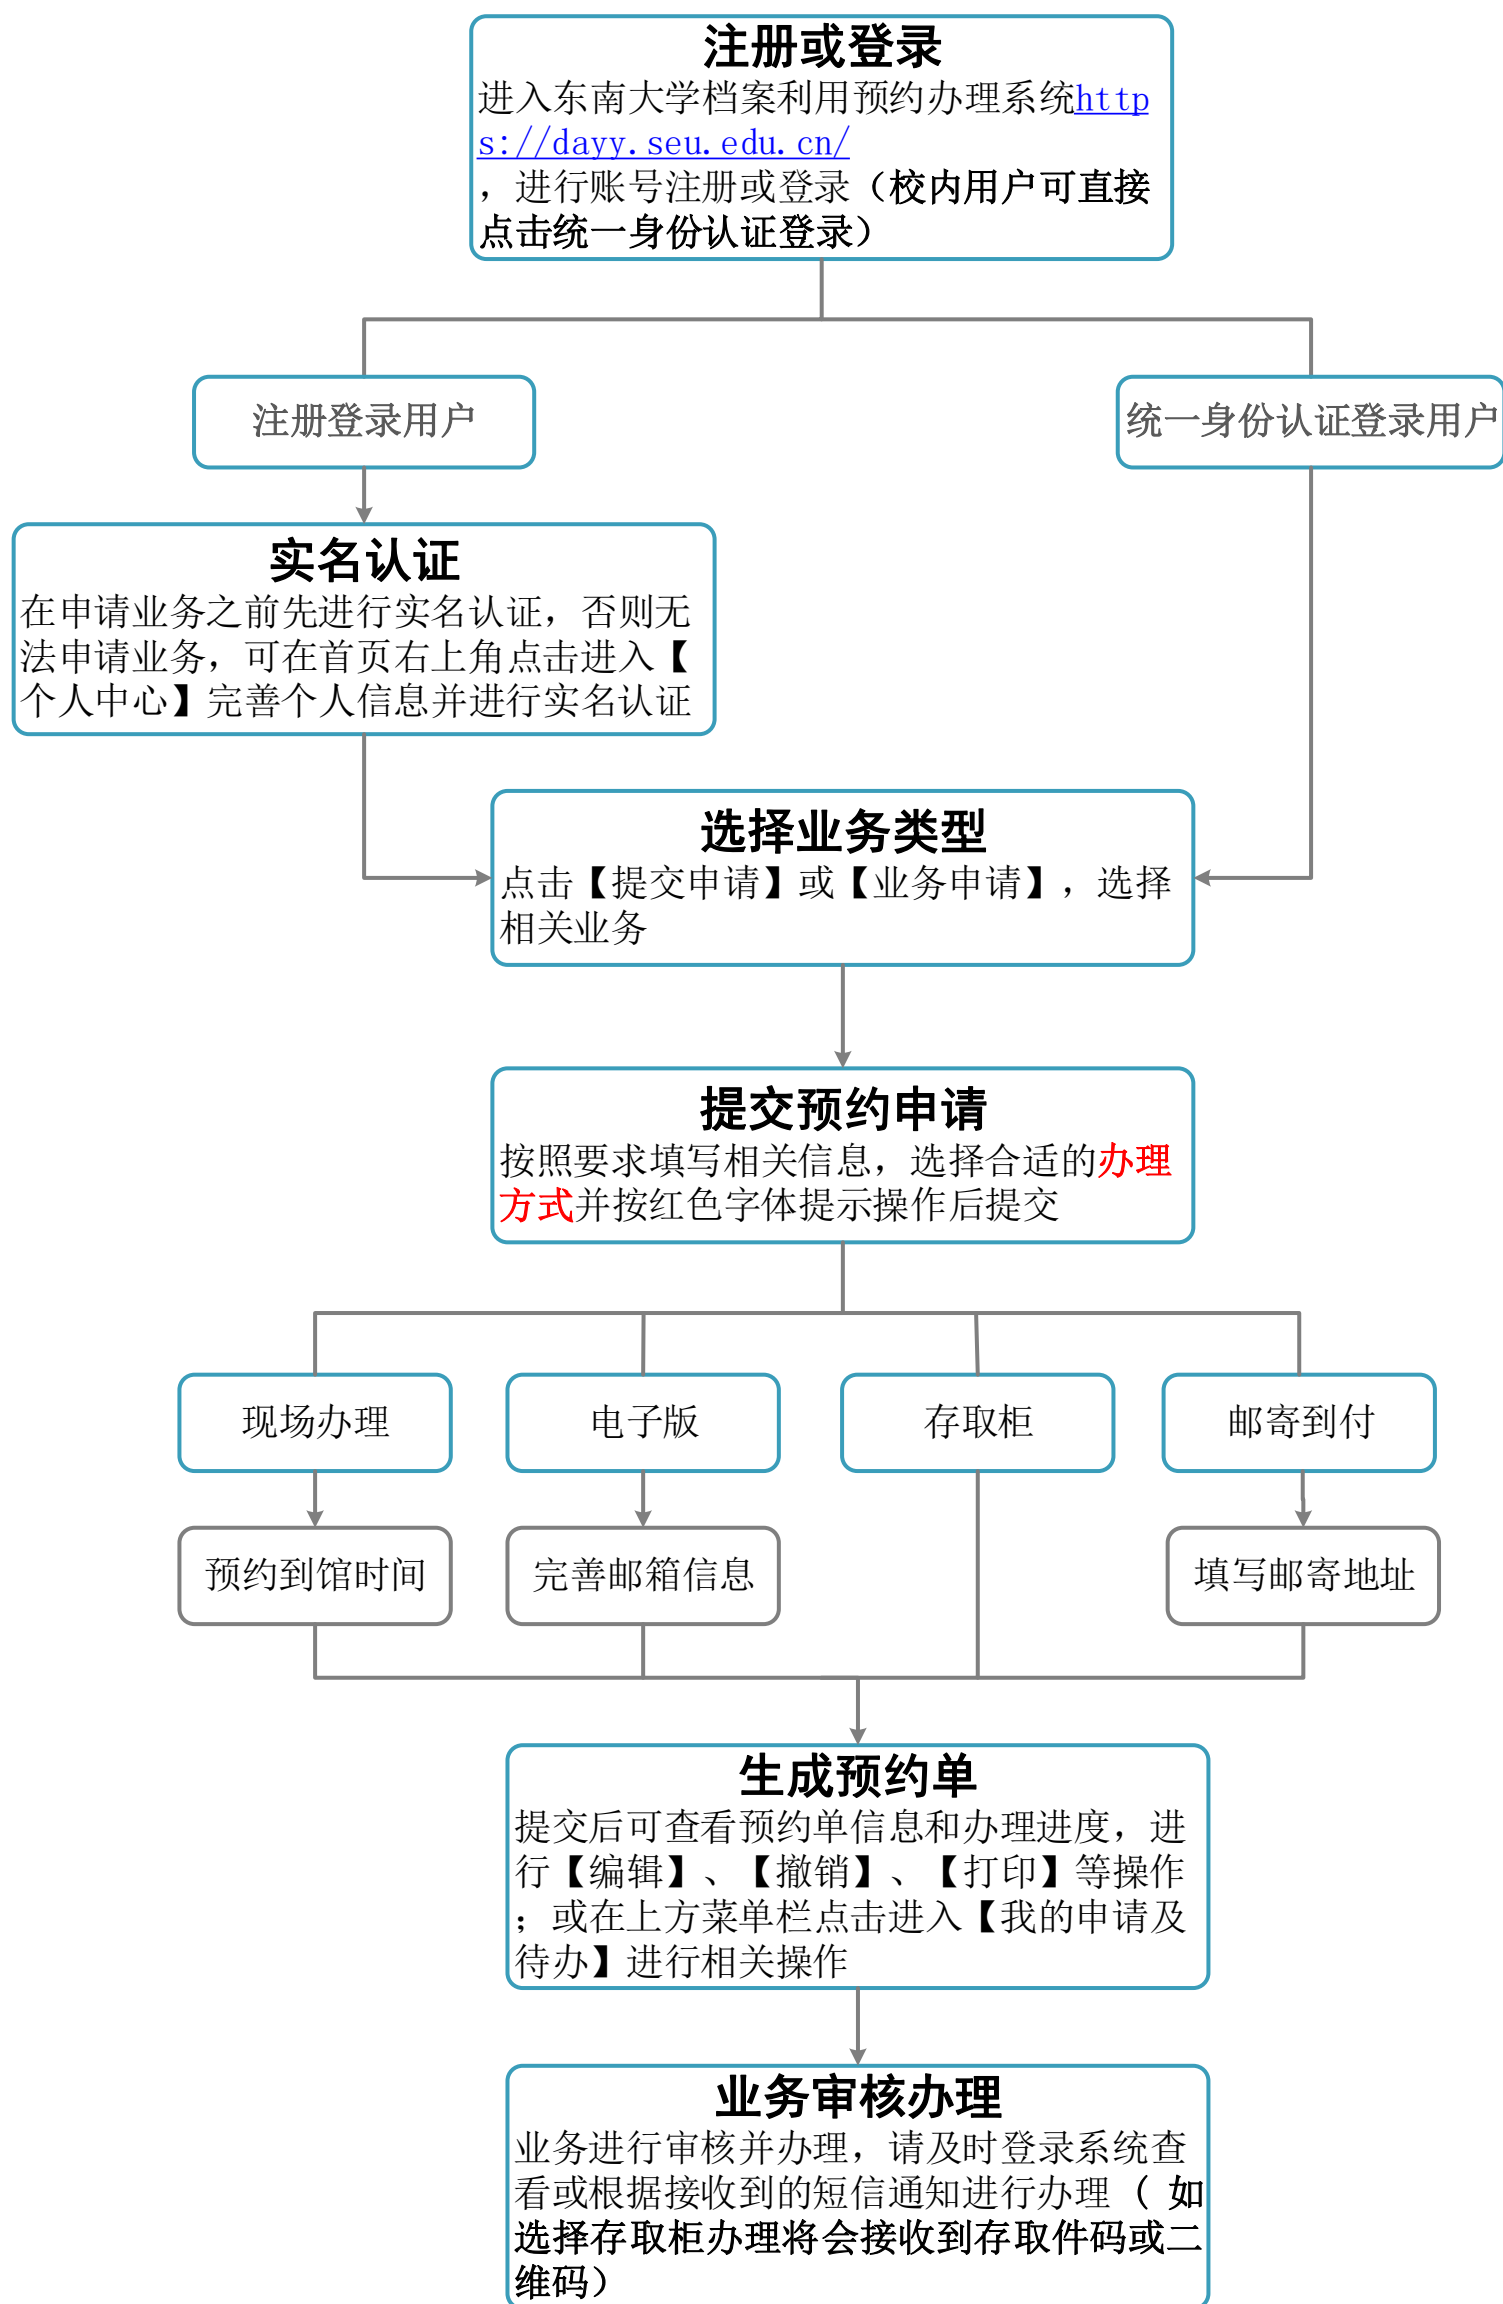 注册或登录
进入东南大学档案利用预约办理系统http
s://dayy.seu.edu.cn/
，进行账号注册或登录（校内用户可直接
点击统一身份认证登录）
注册登录用户
统一身份认证登录用户
实名认证
在申请业务之前先进行实名认证，否则无
法申请业务，可在首页右上角点击进入【
个人中心】完善个人信息并进行实名认证
选择业务类型
点击【提交申请】或【业务申请】，选择
相关业务
提交预约申请
按照要求填写相关信息，选择合适的办理
方式并按红色字体提示操作后提交
现场办理
电子版
存取柜
邮寄到付
预约到馆时间
完善邮箱信息
填写邮寄地址
生成预约单
提交后可查看预约单信息和办理进度，进
行【编辑】、【撤销】、【打印】等操作
；或在上方菜单栏点击进入【我的申请及
待办】进行相关操作
业务审核办理
业务进行审核并办理，请及时登录系统查
看或根据接收到的短信通知进行办理（ 如
选择存取柜办理将会接收到存取件码或二
维码）